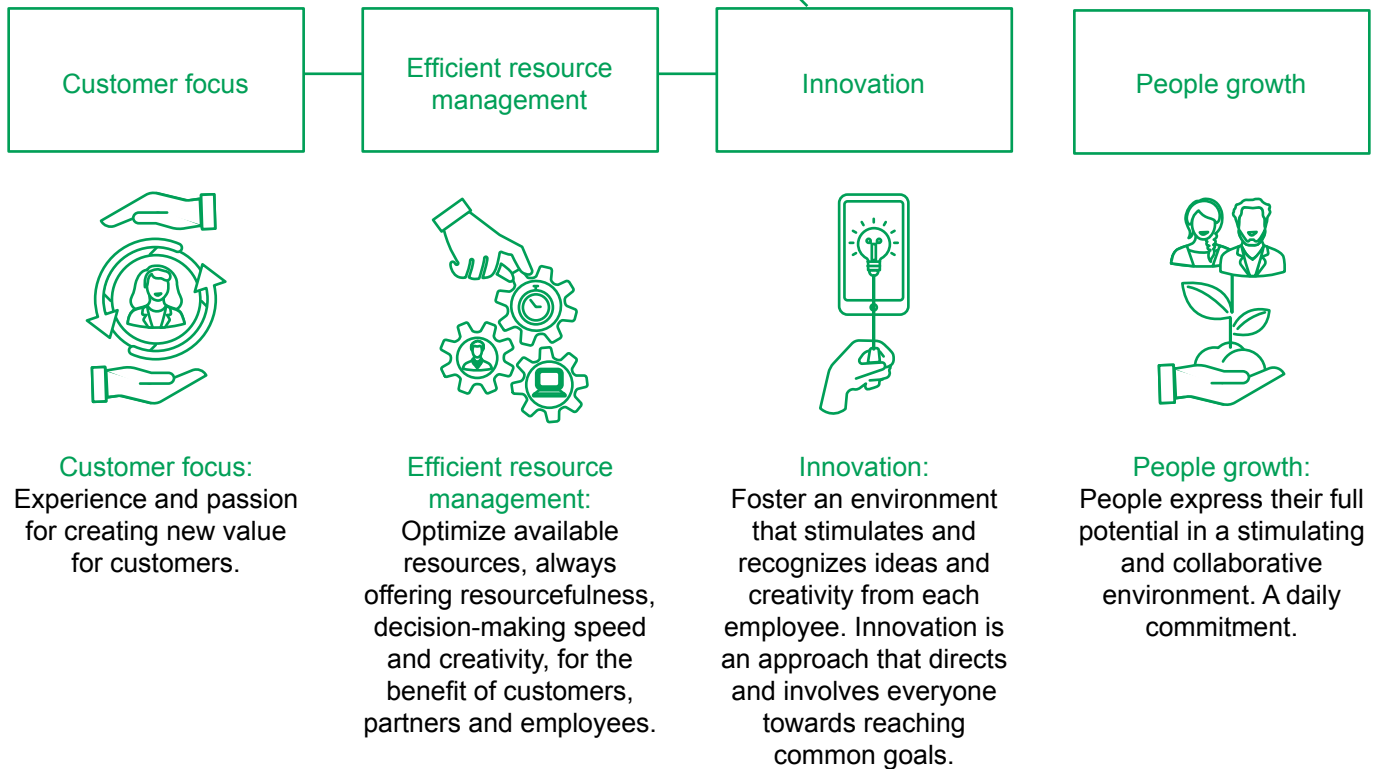 Customer focus
Efficient resource
management
Innovation
People growth
Customer focus:
Experience and passion
for creating new value
for customers.
Efficient resource
management:
Optimize available
resources, always
offering resourcefulness,
decision-making speed
and creativity, for the
benefit of customers,
partners and employees.
Innovation:
Foster an environment
that stimulates and
recognizes ideas and
creativity from each
employee. Innovation is
an approach that directs
and involves everyone
towards reaching
common goals.
People growth:
People express their full
potential in a stimulating
and collaborative
environment. A daily
commitment.